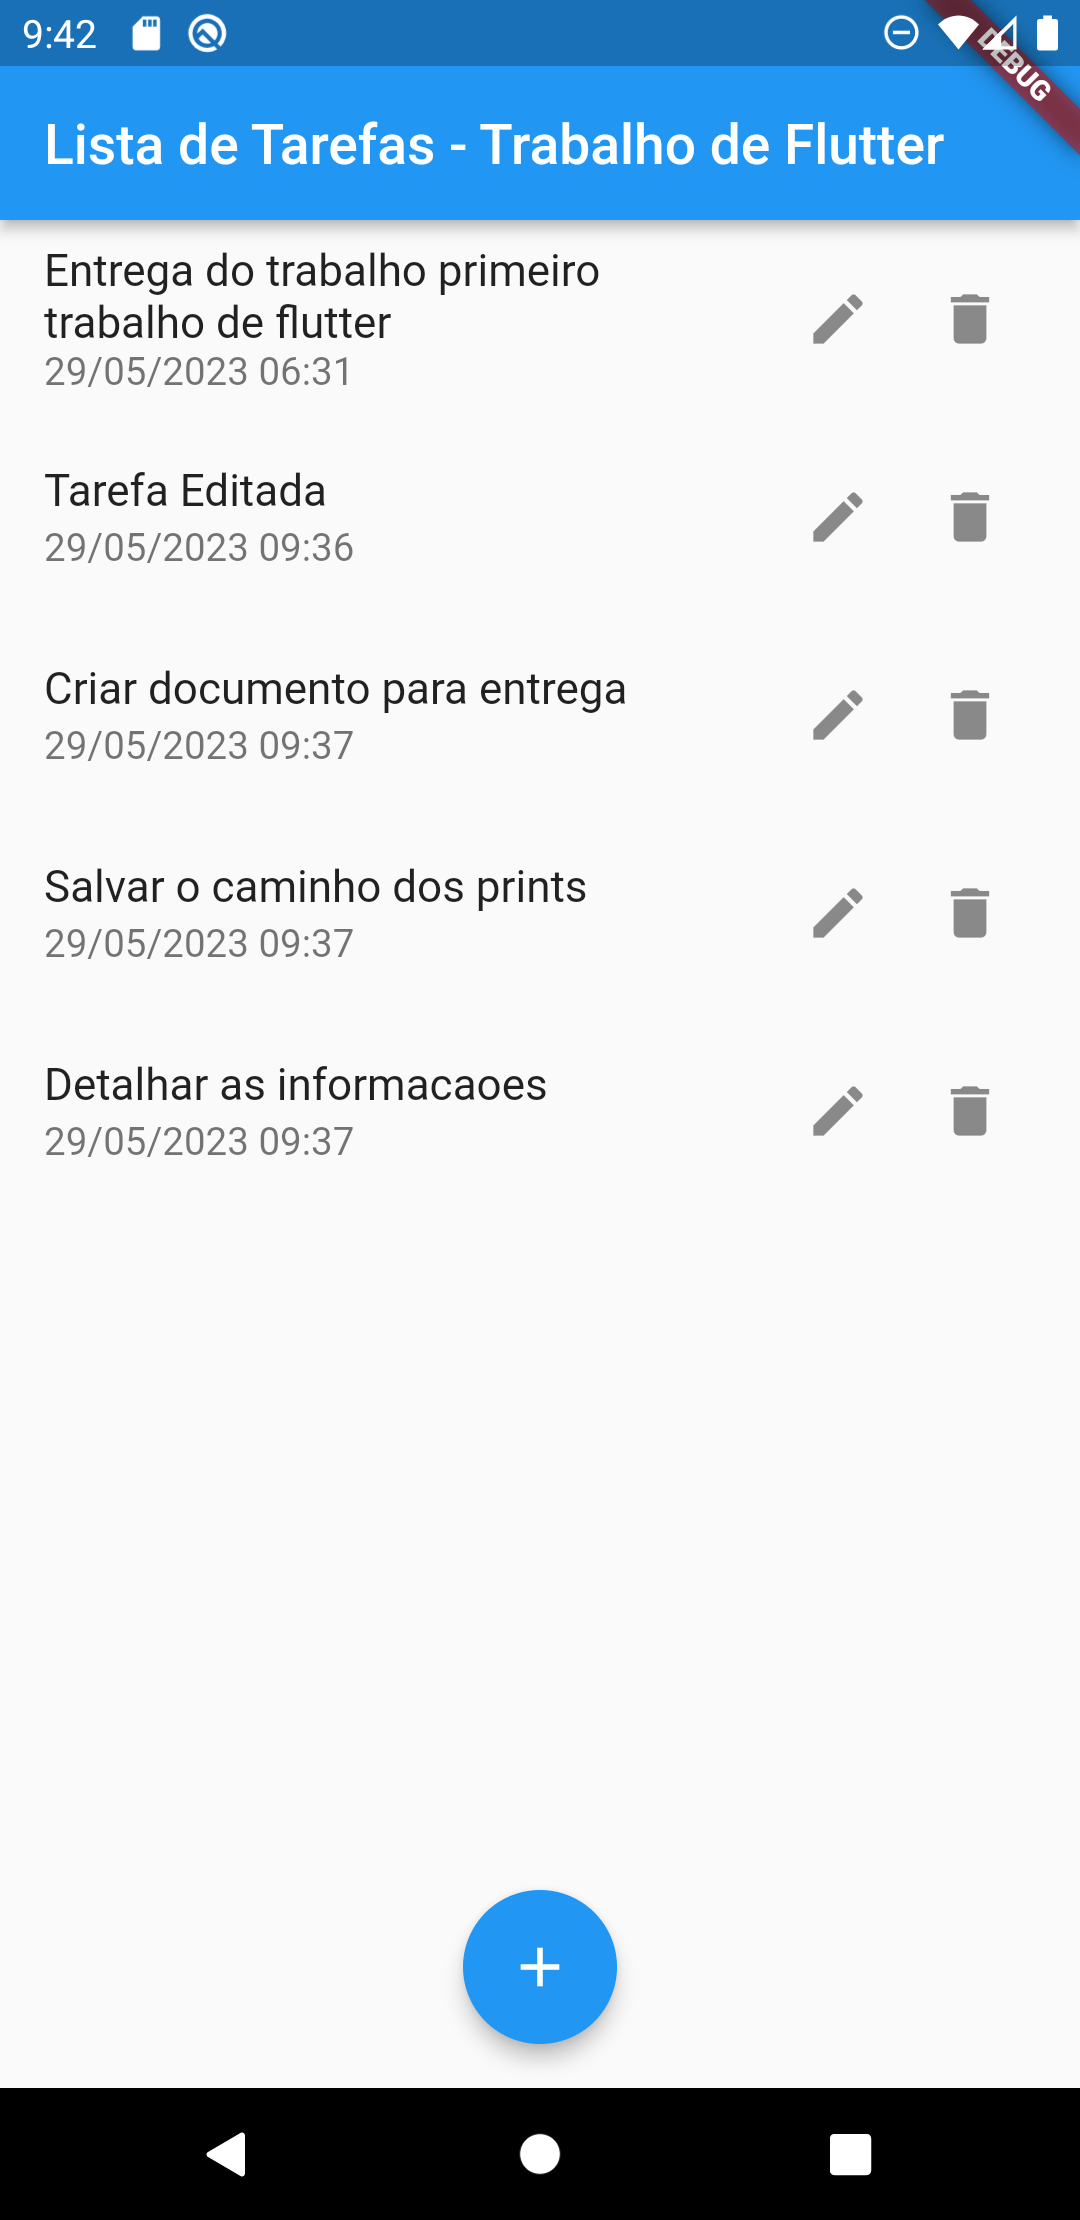 9:42
DEBUG
Lista de Tarefas - Trabalho de Flutter
Entrega do trabalho primeiro
trabalho de flutter
29/05/2023 06:31
Tarefa Editada
29/05/2023 09:36
Criar documento para entrega
29/05/2023 09:37
Salvar o caminho dos prints
29/05/2023 09:37
Detalhar as informacaoes
29/05/2023 09:37